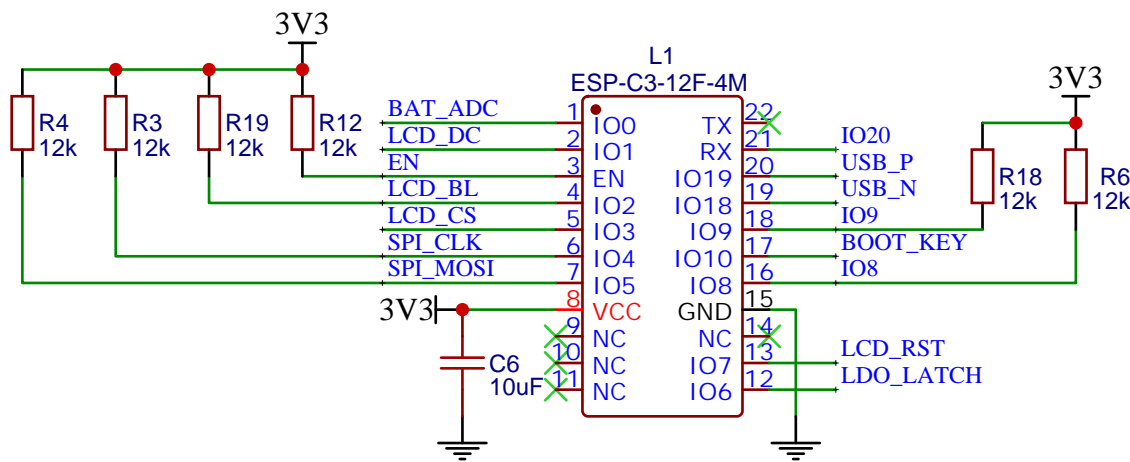 3V3
R4
12k
R3
12k
R19
12k
R12
12k
L1
ESP-C3-12F-4M
3V3
R18
12k
R6
12k
BAT_ADC 1 IO0 TX 22
LCD_DC 2 IO1 RX 21 IO20
EN 3 EN IO19 20 USB_P
LCD_BL 4 IO2 IO18 19 USB_N
LCD_CS 5 IO3 IO9 18 IO9
SPI_CLK 6 IO4 IO10 17 BOOT_KEY
SPI_MOSI 7 IO5 IO8 16 IO8
3V3 8 VCC GND 15
9 NC NC 14
10 NC IO7 13 LCD_RST
11 NC IO6 12 LDO_LATCH
C6
10uF